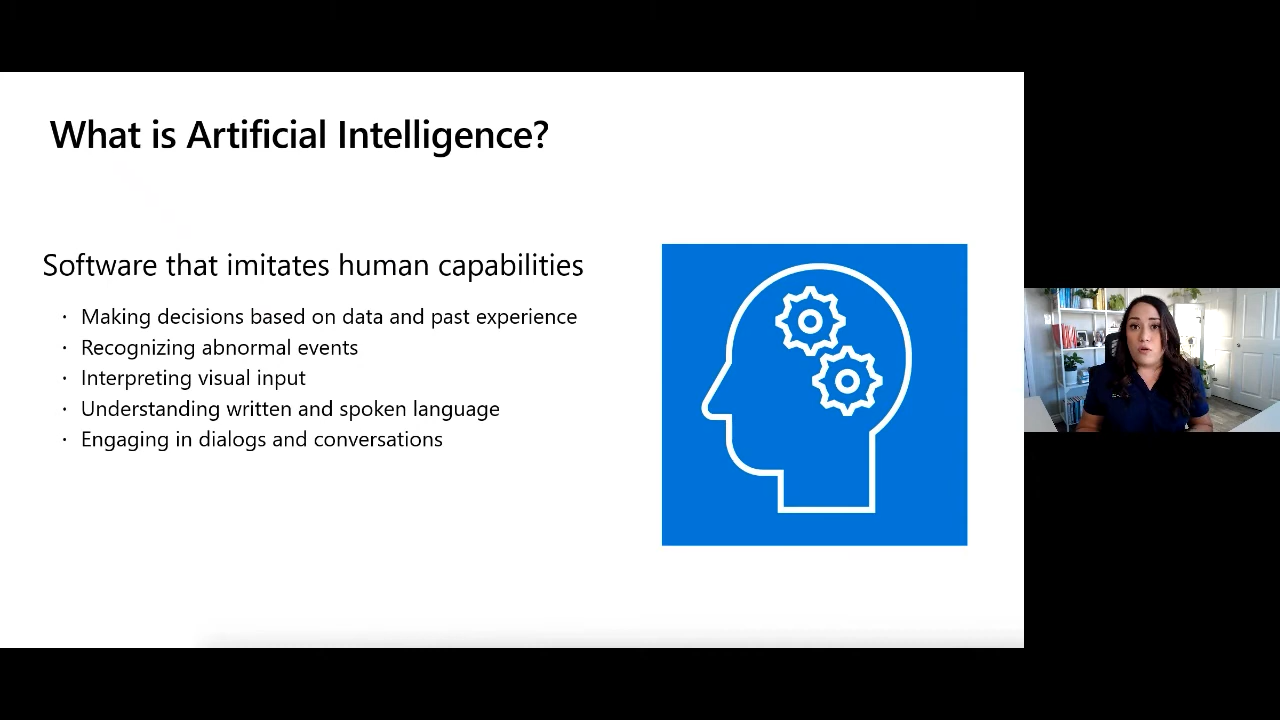 What is Artificial Intelligence?
Software that imitates human capabilities
· Making decisions based on data and past experience
· Recognizing abnormal events
· Interpreting visual input
· Understanding written and spoken language
· Engaging in dialogs and conversations